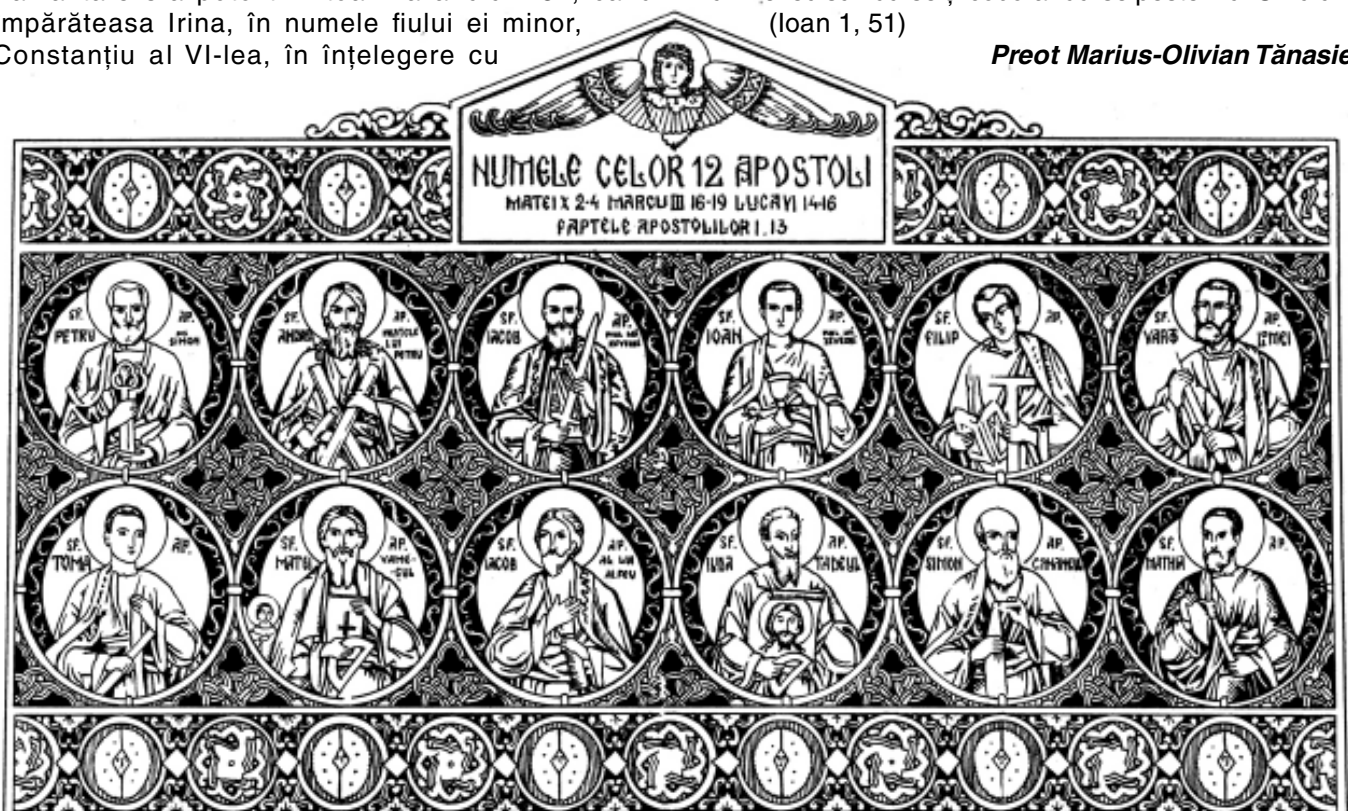 împărăteasa Irina, în numele fiului ei minor,
Constanțiu al VI-lea, în înțelegere cu
(Ioan 1, 51)
Preot Marius-Olivian Tănasie
NUMELE CELOR 12 APOSTOLI
MATEI X 2-4 MARCU III 16-19 LUCA VI 14-16
FAPTELE APOSTOLILOR I, 13
SF. AP.
PETRU SIMON
SF. AP.
ANDREI FRATELE LUI PETRU
SF. AP.
IACOB
SF. AP.
IOAN
SF. AP.
FILIP
SF. AP.
VARΘ
SF. AP.
TOMA
SF. AP.
MATEI VAMEȘUL
SF. AP.
IACOB AL LUI ALFEU
SF. AP.
IUDA TADEUL
SF. AP.
SIMON
SF. AP.
MATHIA